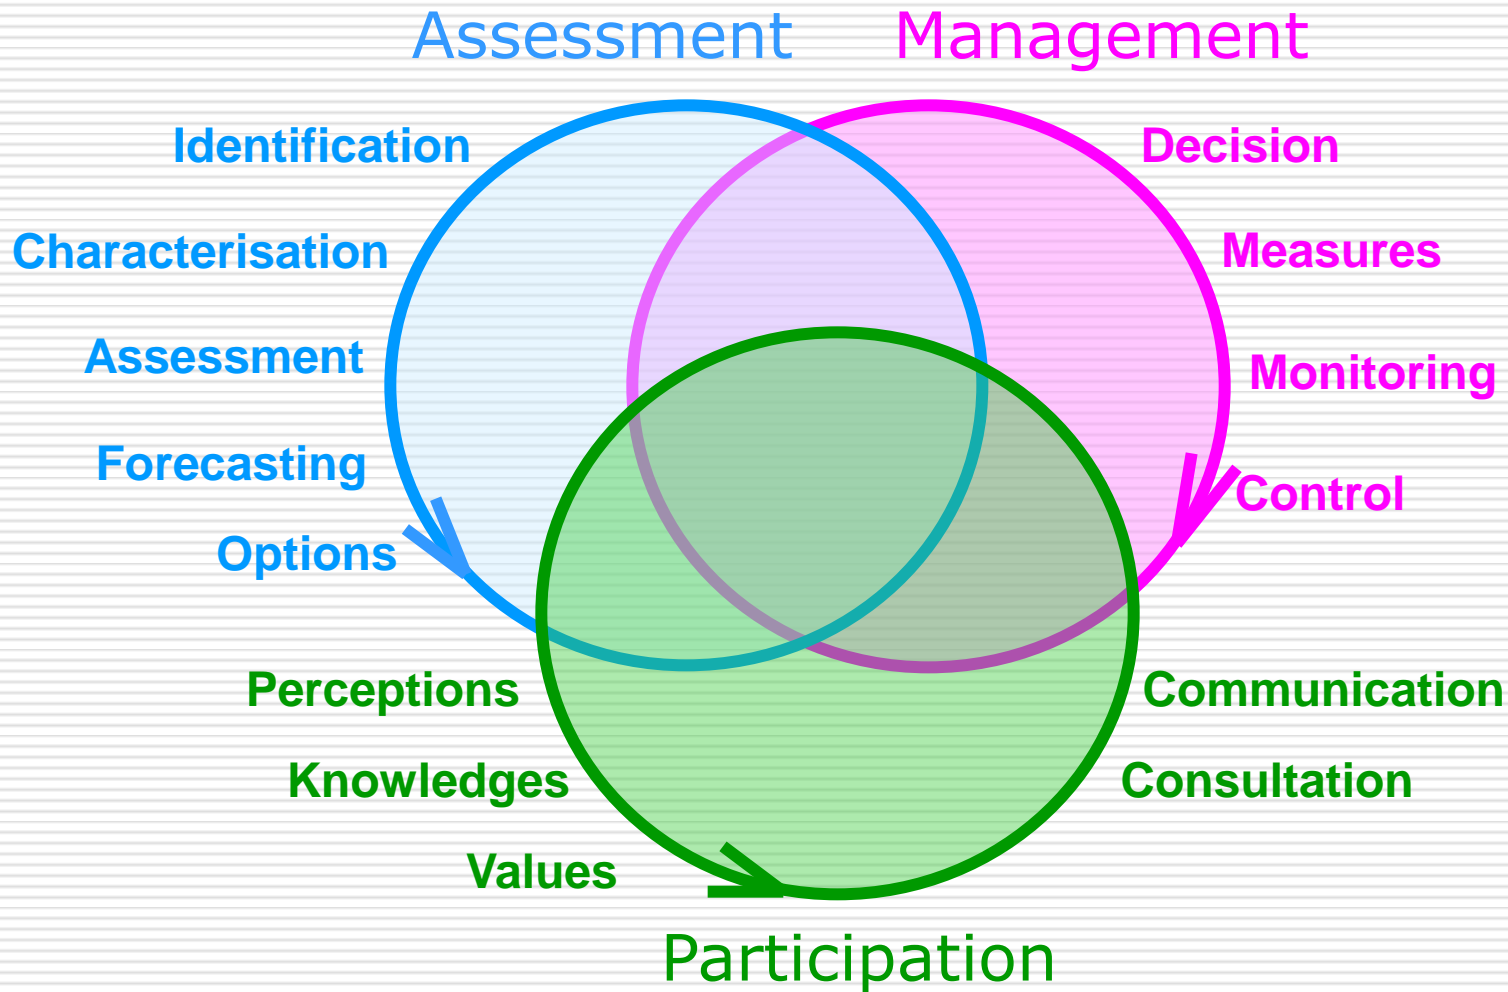 Assessment
Management
Identification
Decision
Characterisation
Measures
Assessment
Monitoring
Forecasting
Control
Options
Perceptions
Communication
Knowledges
Consultation
Values
Participation